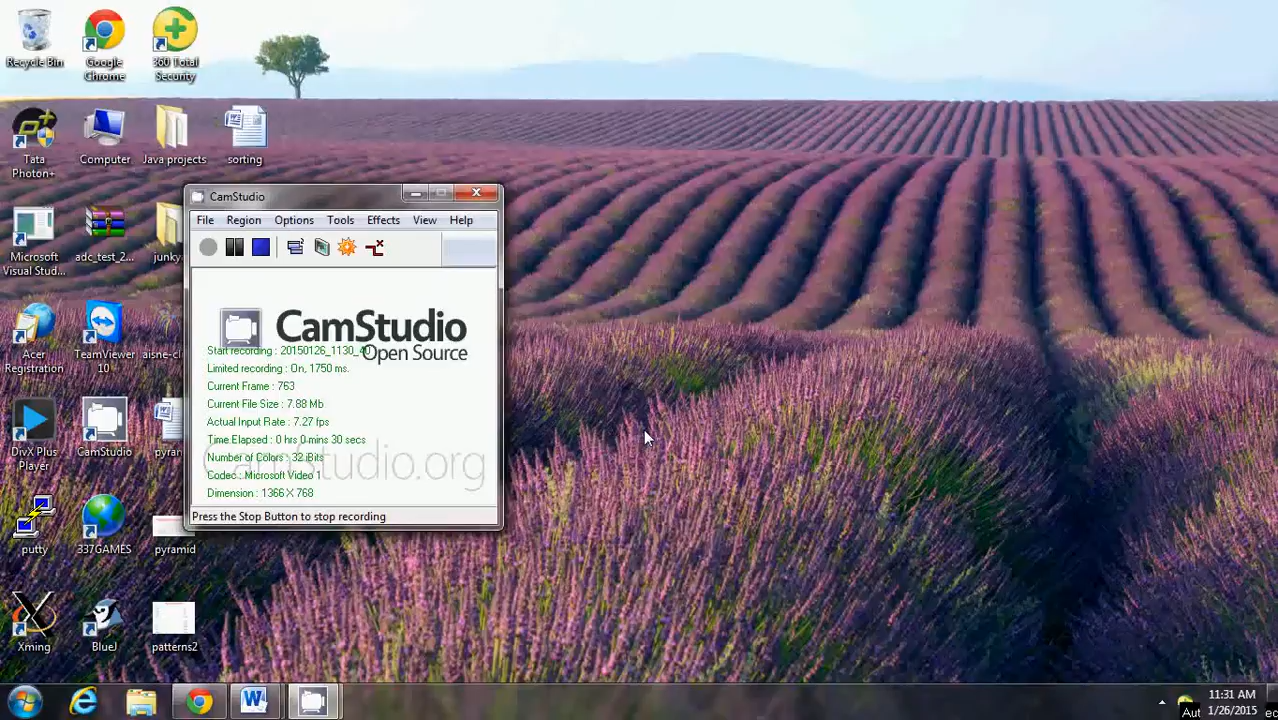 Recycle Bin
Google Chrome
360 Total Security
Tata Photon+
Computer
Java projects
sorting
Microsoft Visual Stud...
adc_test_2...
junky
Acer Registration
TeamViewer 10
aisne-cl
DivX Plus Player
CamStudio
pyran
putty
337GAMES
pyramid
Xming
BlueJ
patterns2
CamStudio
File Region Options Tools Effects View Help
CamStudio
Open Source
Start recording : 20150126_1130_40
Limited recording : On, 1750 ms.
Current Frame : 763
Current File Size : 7.88 Mb
Actual Input Rate : 7.27 fps
Time Elapsed : 0 hrs 0 mins 30 secs
Number of Colors : 32 Bits
CamStudio.org
Codec : Microsoft Video 1
Dimension : 1366 X 768
Press the Stop Button to stop recording
11:31 AM
1/26/2015